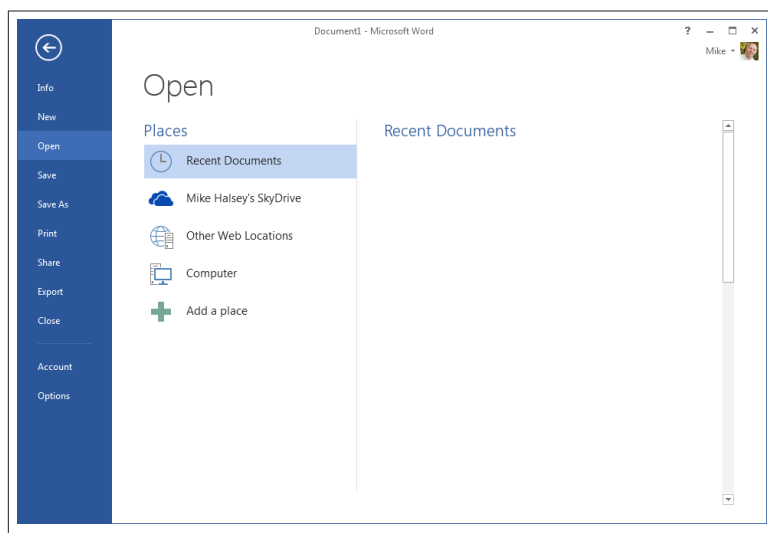 Document1 - Microsoft Word
?
Mike
Info
New
Open
Save
Save As
Print
Share
Export
Close
Account
Options
Open
Places
Recent Documents
Mike Halsey's SkyDrive
Other Web Locations
Computer
Add a place
Recent Documents